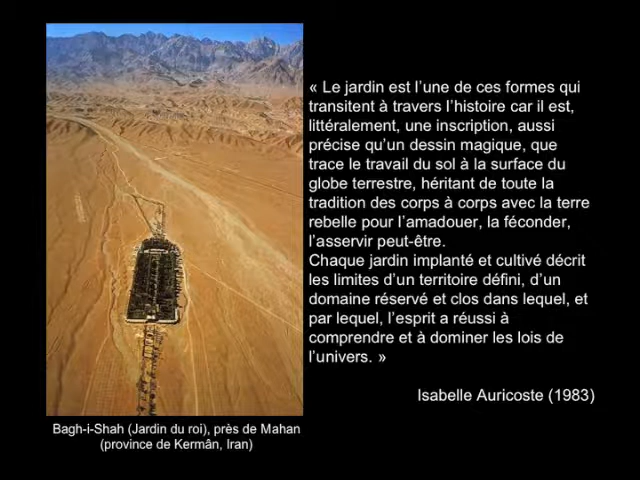 « Le jardin est l’une de ces formes qui
transitent à travers l’histoire car il est,
littéralement, une inscription, aussi
précise qu’un dessin magique, que
trace le travail du sol à la surface du
globe terrestre, héritant de toute la
tradition des corps à corps avec la terre
rebelle pour l’amadouer, la féconder,
l’asservir peut-être.
Chaque jardin implanté et cultivé décrit
les limites d’un territoire défini, d’un
domaine réservé et clos dans lequel, et
par lequel, l’esprit a réussi à
comprendre et à dominer les lois de
l’univers. »
Isabelle Auricoste (1983)
Bagh-i-Shah (Jardin du roi), près de Mahan
(province de Kermân, Iran)